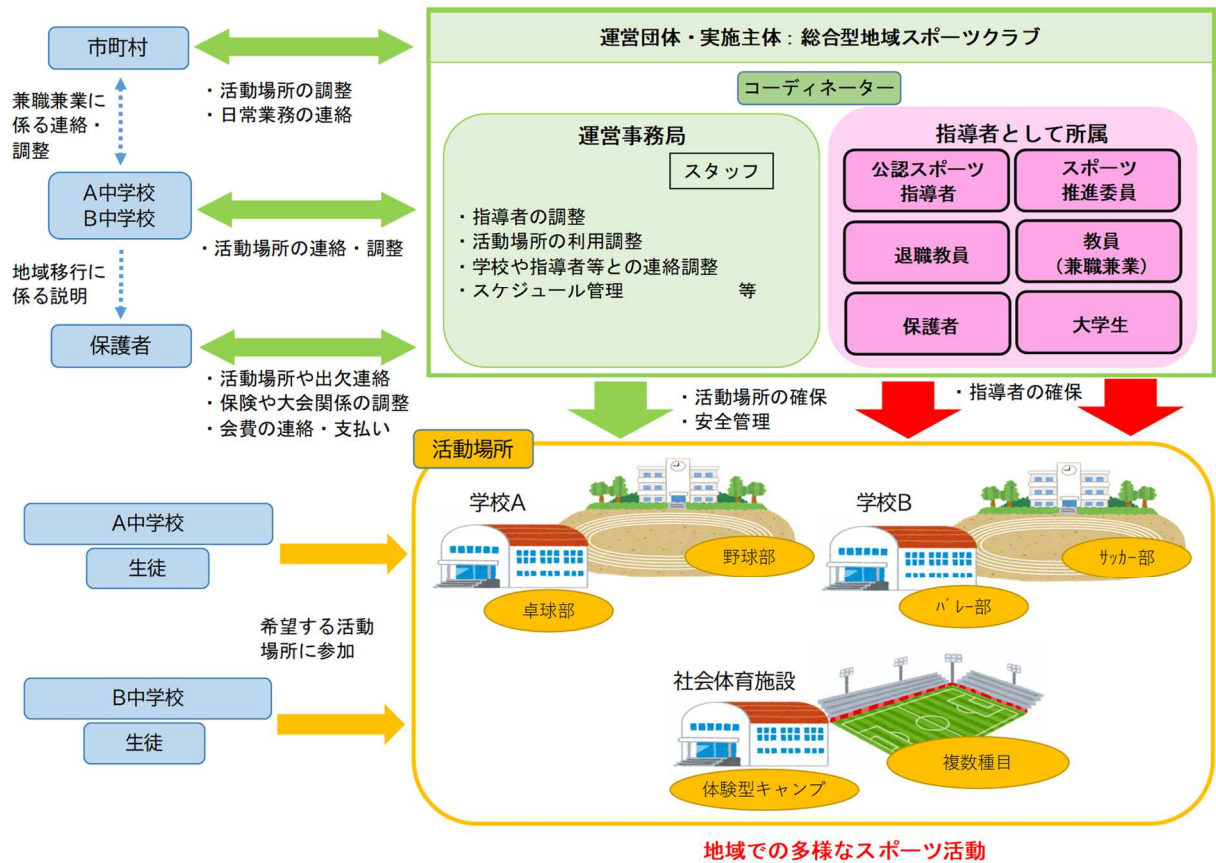 市町村
兼職兼業に
係る連絡・
調整
A中学校
B中学校
地域移行に
係る説明
保護者
・活動場所の調整
・日常業務の連絡
・活動場所の連絡・調整
・活動場所や出欠連絡
・保険や大会関係の調整
・会費の連絡・支払い
運営団体・実施主体：総合型地域スポーツクラブ
コーディネーター
運営事務局
スタッフ
・指導者の調整
・活動場所の利用調整
・学校や指導者等との連絡調整
・スケジュール管理 等
指導者として所属
公認スポーツ
指導者
スポーツ
推進委員
退職教員
教員
（兼職兼業）
保護者
大学生
・活動場所の確保
・安全管理
・指導者の確保
活動場所
学校A
野球部
卓球部
学校B
ｻｯｶｰ部
ﾊﾞﾚｰ部
社会体育施設
複数種目
体験型キャンプ
A中学校
生徒
希望する活動
場所に参加
B中学校
生徒
地域での多様なスポーツ活動